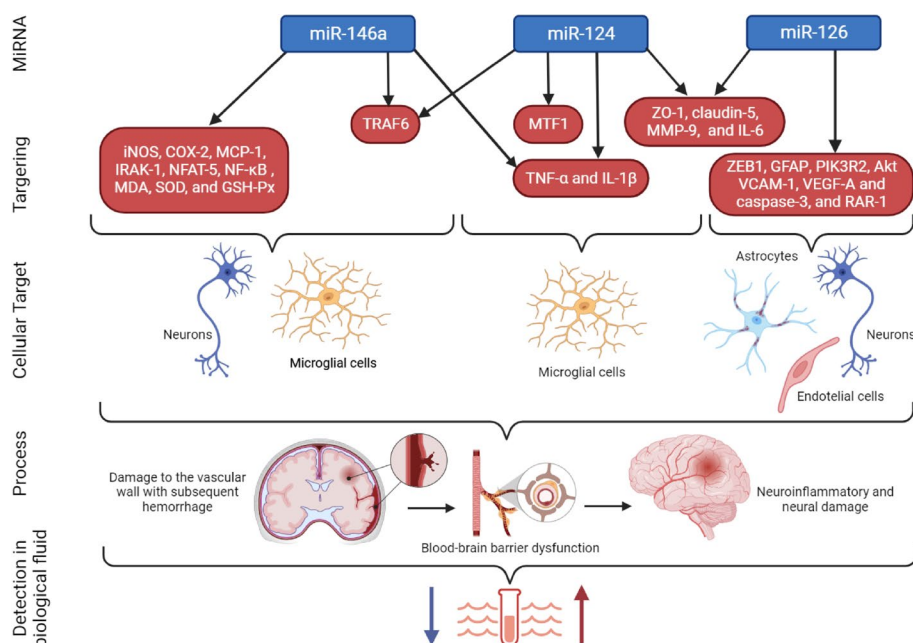 MiRNA
miR-146a
miR-124
miR-126
Targeting
TRAF6
MTF1
ZO-1, claudin-5,
MMP-9, and IL-6
iNOS, COX-2, MCP-1,
IRAK-1, NFAT-5, NF-κB ,
MDA, SOD, and GSH-Px
TNF-α and IL-1β
ZEB1, GFAP, PIK3R2, Akt
VCAM-1, VEGF-A and
caspase-3, and RAR-1
Cellular Target
Neurons
Microglial cells
Microglial cells
Astrocytes
Neurons
Endotelial cells
Process
Damage to the vascular
wall with subsequent
hemorrhage
Blood-brain barrier dysfunction
Neuroinflammatory and
neural damage
Detection in
biological fluid